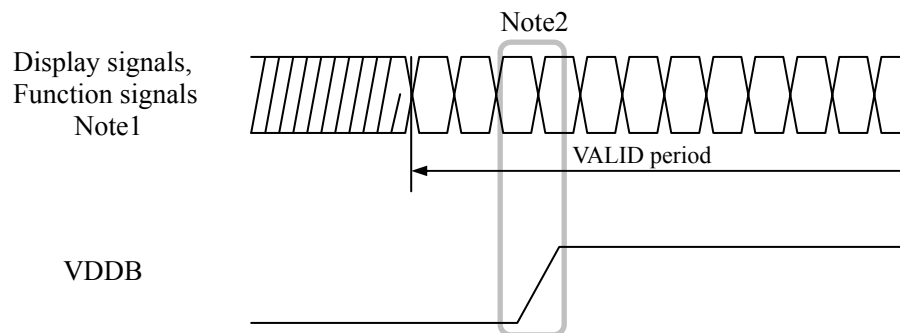 Note2
Display signals,
Function signals
Note1
VALID period
VDDB